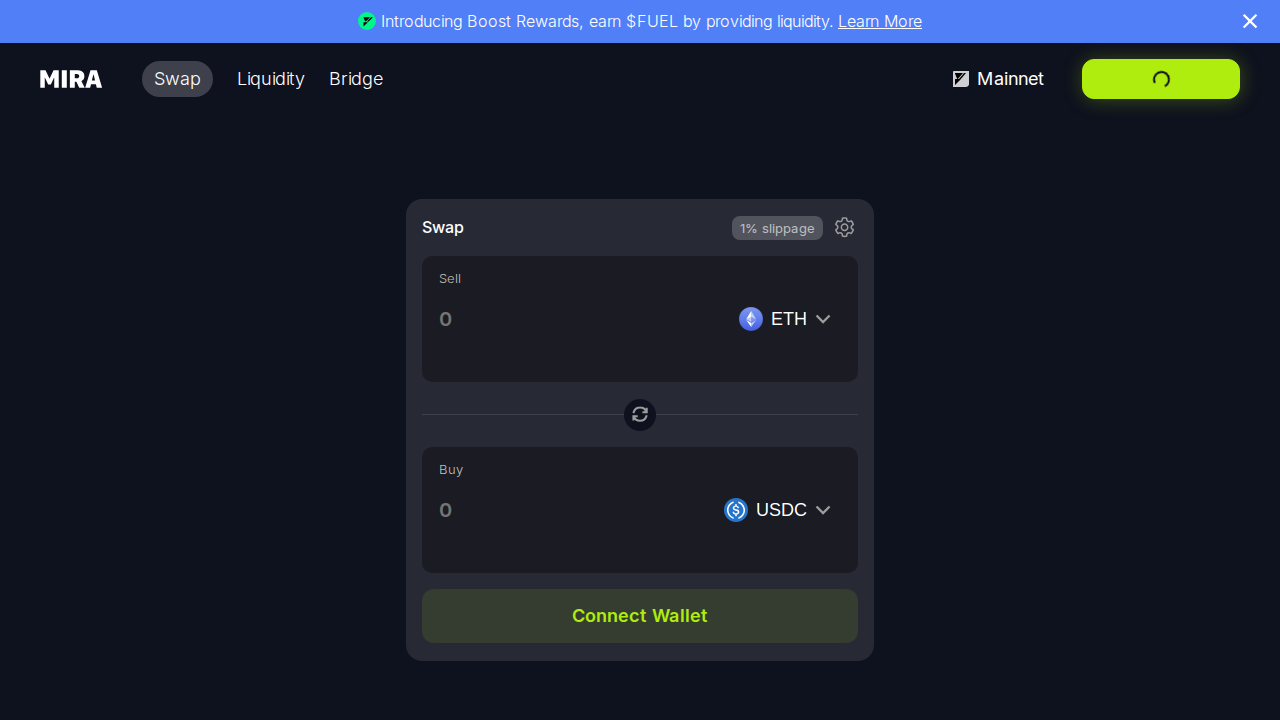 Introducing Boost Rewards, earn $FUEL by providing liquidity. Learn More
MIRA
Swap
Liquidity
Bridge
Mainnet
Swap
1% slippage
Sell
0
ETH
Buy
0
USDC
Connect Wallet